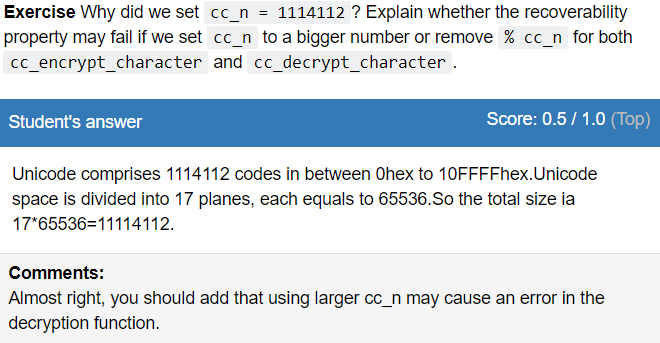 Exercise Why did we set cc_n = 1114112 ? Explain whether the recoverability
property may fail if we set cc_n to a bigger number or remove % cc_n for both
cc_encrypt_character and cc_decrypt_character .
Student's answer Score: 0.5 / 1.0 (Top)
Unicode comprises 1114112 codes in between 0hex to 10FFFFhex.Unicode
space is divided into 17 planes, each equals to 65536.So the total size ia
17*65536=11114112.
Comments:
Almost right, you should add that using larger cc_n may cause an error in the
decryption function.